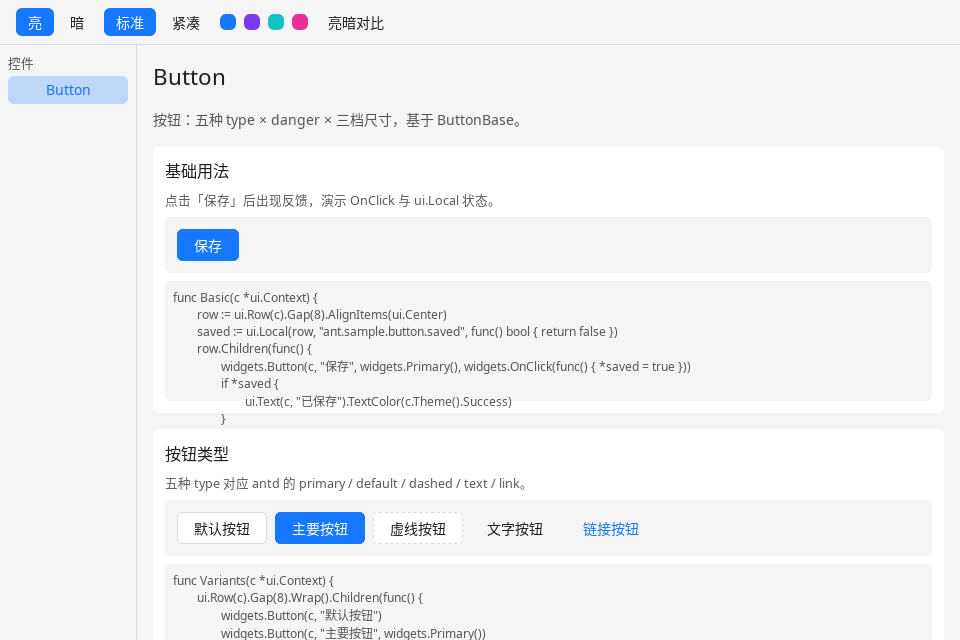 亮 暗 标准 紧凑 亮暗对比
控件
Button
Button
按钮：五种 type × danger × 三档尺寸，基于 ButtonBase。
基础用法
点击「保存」后出现反馈，演示 OnClick 与 ui.Local 状态。
保存
func Basic(c *ui.Context) {
row := ui.Row(c).Gap(8).AlignItems(ui.Center)
saved := ui.Local(row, "ant.sample.button.saved", func() bool { return false })
row.Children(func() {
widgets.Button(c, "保存", widgets.Primary(), widgets.OnClick(func() { *saved = true }))
if *saved {
ui.Text(c, "已保存").TextColor(c.Theme().Success)
}
按钮类型
五种 type 对应 antd 的 primary / default / dashed / text / link。
默认按钮 主要按钮 虚线按钮 文字按钮 链接按钮
func Variants(c *ui.Context) {
ui.Row(c).Gap(8).Wrap().Children(func() {
widgets.Button(c, "默认按钮")
widgets.Button(c, "主要按钮", widgets.Primary())